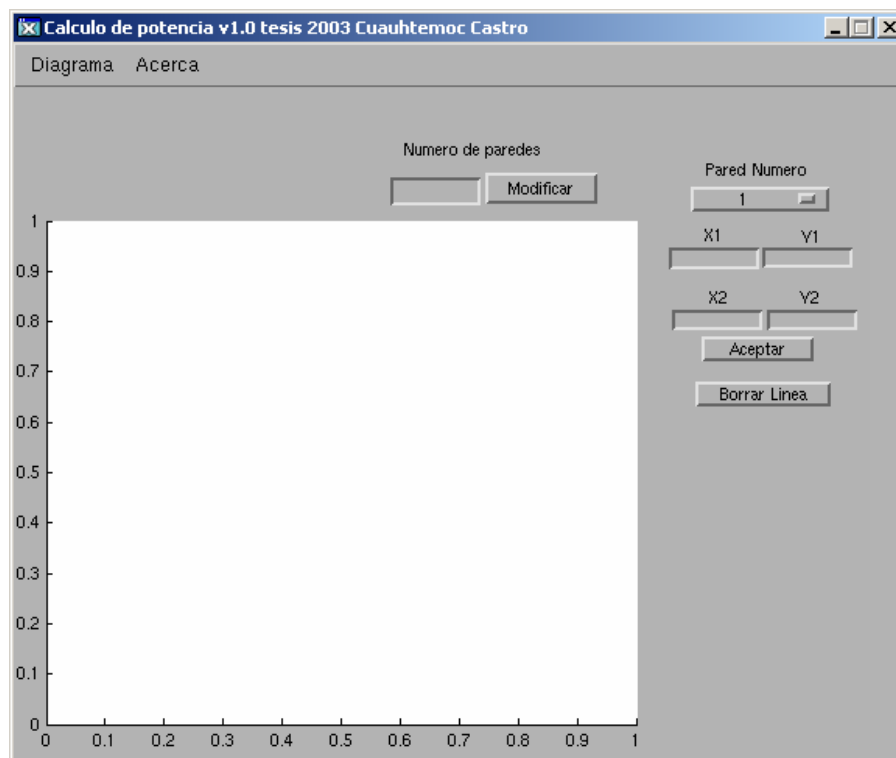 Calculo de potencia v1.0 tesis 2003 Cuauhtemoc Castro
Diagrama Acerca
Numero de paredes
Modificar
Pared Numero
1
X1 Y1
X2 Y2
Aceptar
Borrar Linea
1
0.9
0.8
0.7
0.6
0.5
0.4
0.3
0.2
0.1
0
0 0.1 0.2 0.3 0.4 0.5 0.6 0.7 0.8 0.9 1